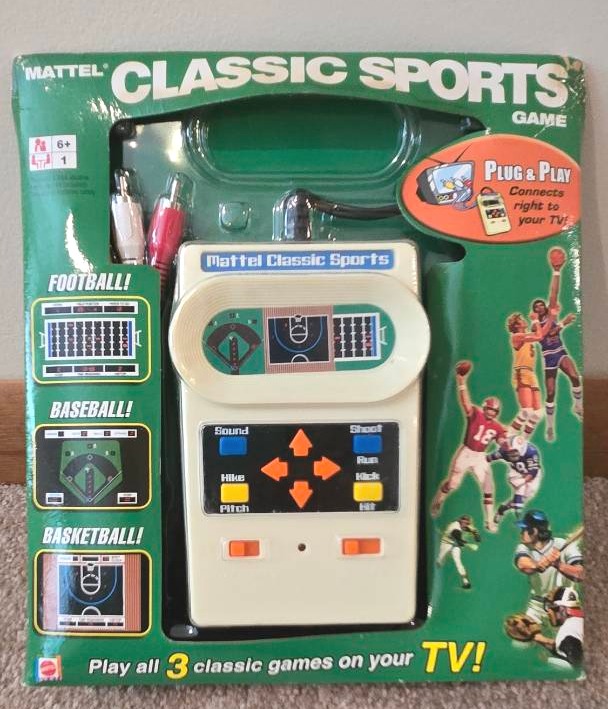 MATTEL® CLASSIC SPORTS
GAME
6+
1
PLUG & PLAY
Connects
right to
your TV!
Mattel Classic Sports
FOOTBALL!
BASEBALL!
BASKETBALL!
Sound
Shoot
Run
Hike
Kick
Pitch
Hit
18
Play all 3 classic games on your TV!